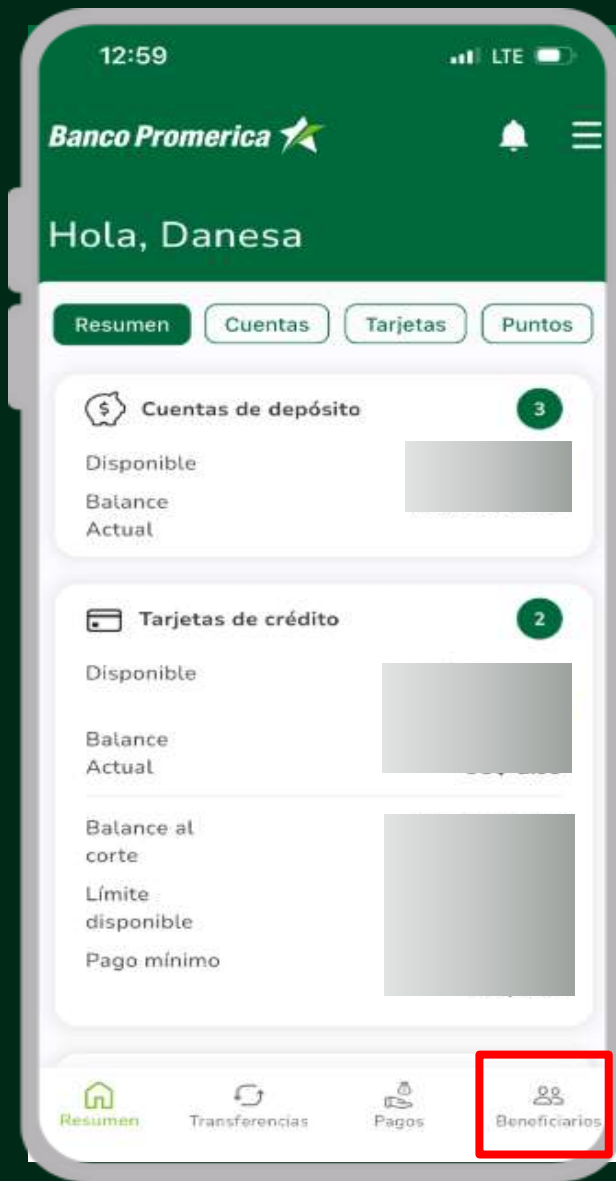 12:59 LTE
Banco Promerica
Hola, Danesa
Resumen Cuentas Tarjetas Puntos
$ Cuentas de depósito 3
Disponible
Balance
Actual
Tarjetas de crédito 2
Disponible
Balance
Actual
Balance al
corte
Límite
disponible
Pago mínimo
Resumen Transferencias Pagos Beneficiarios